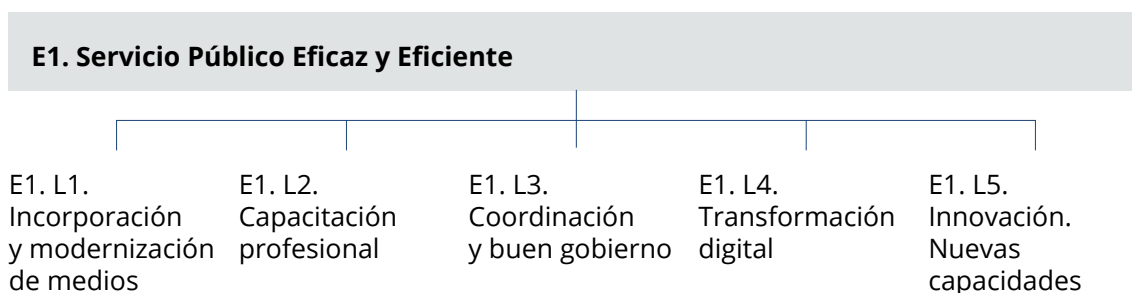 E1. Servicio Público Eficaz y Eficiente
E1. L1.
Incorporación
y modernización
de medios
E1. L2.
Capacitación
profesional
E1. L3.
Coordinación
y buen gobierno
E1. L4.
Transformación
digital
E1. L5.
Innovación.
Nuevas
capacidades